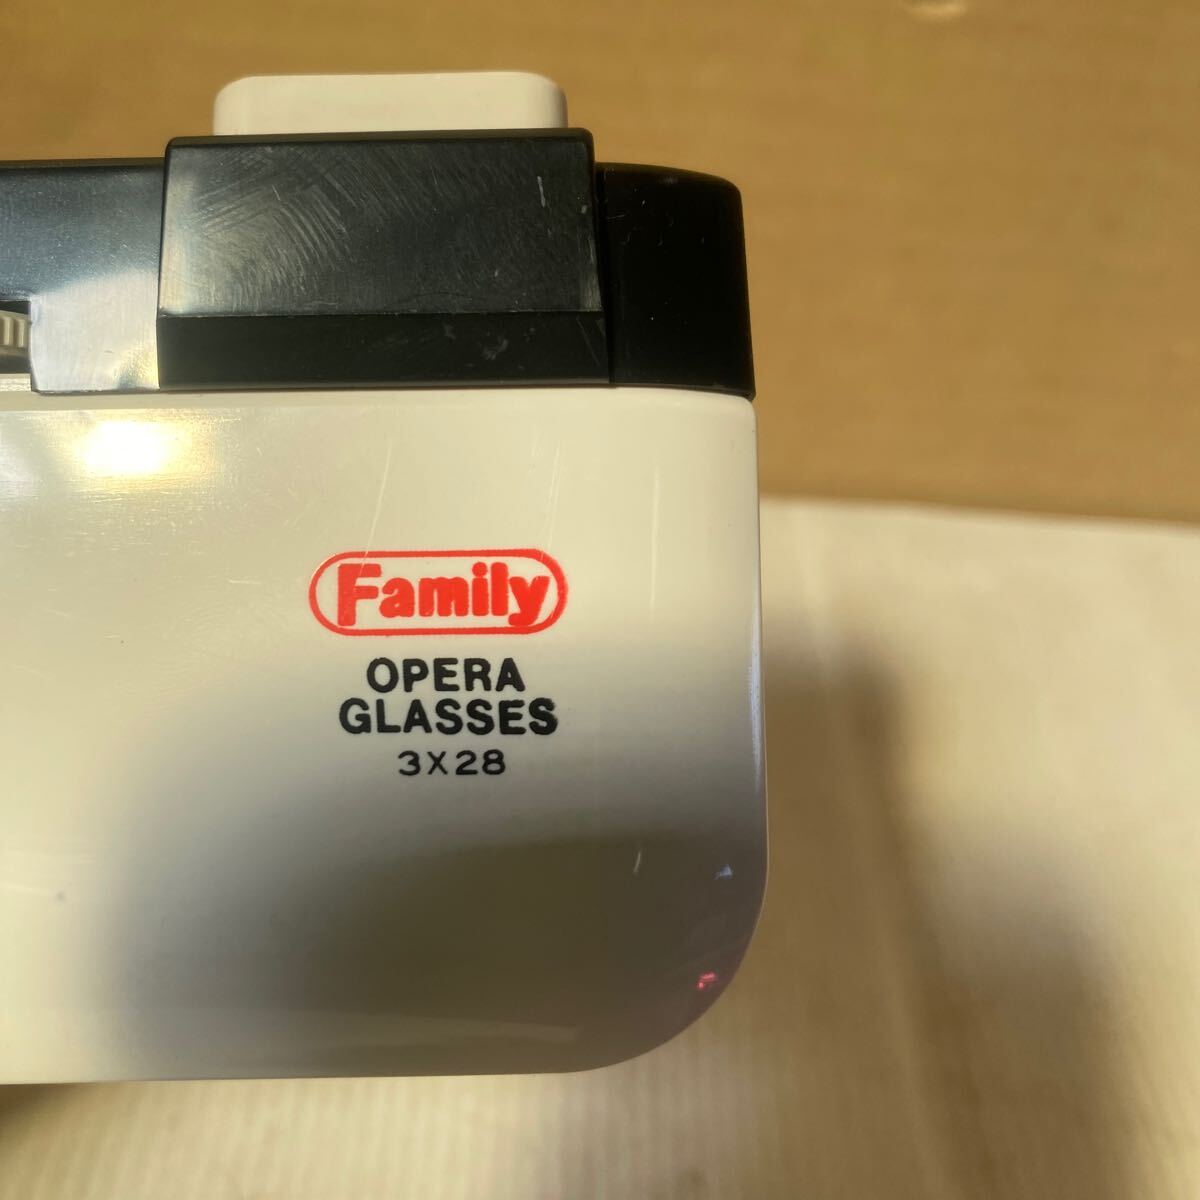 Family
OPERA
GLASSES
3X28